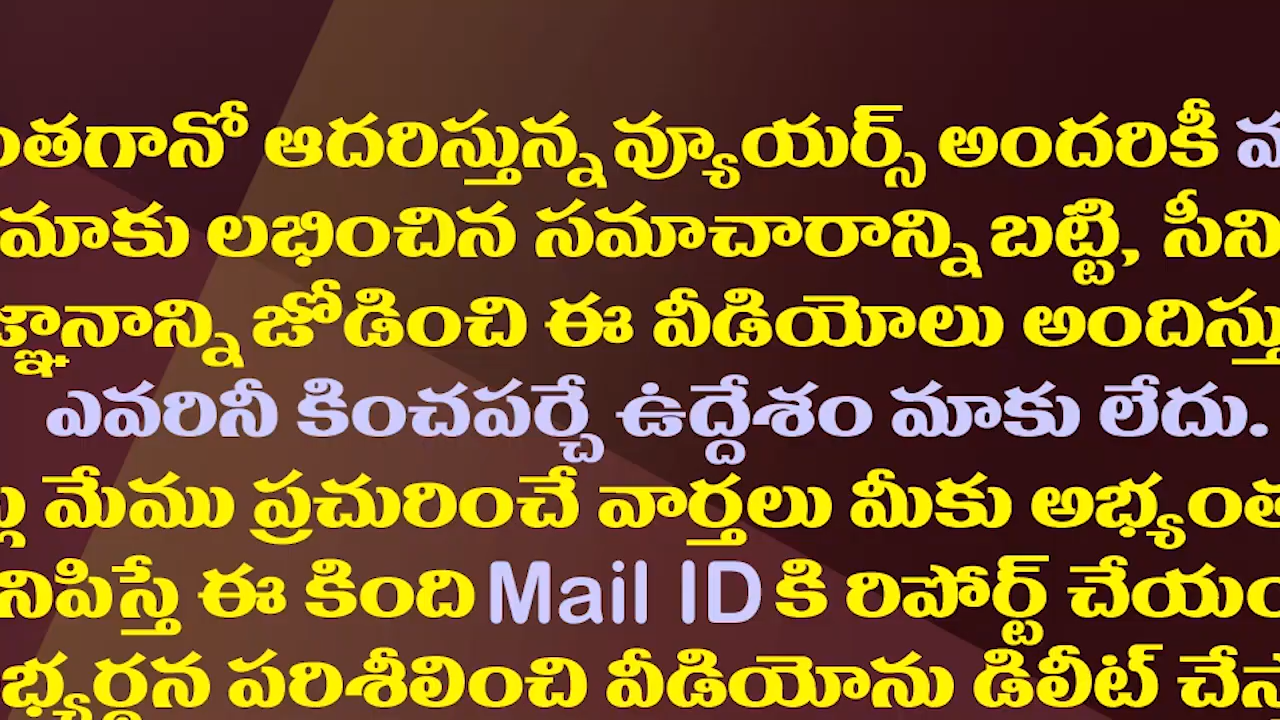 ంతగానో ఆదరిస్తున్న వ్యూయర్స్ అందరికీ
మాకు లభించిన సమాచారాన్ని బట్టి, సీని
జ్ఞానాన్ని జోడించి ఈ వీడియోలు అందిస్తు
ఎవరినీ కించపర్చే ఉద్దేశం మాకు లేదు.
మేము ప్రచురించే వార్తలు మీకు అభ్యంత
నిపిస్తే ఈ కింది Mail ID కి రిపోర్ట్ చేయం
భ్యర్థన పరిశీలించి వీడియోను డిలీట్ చేసే